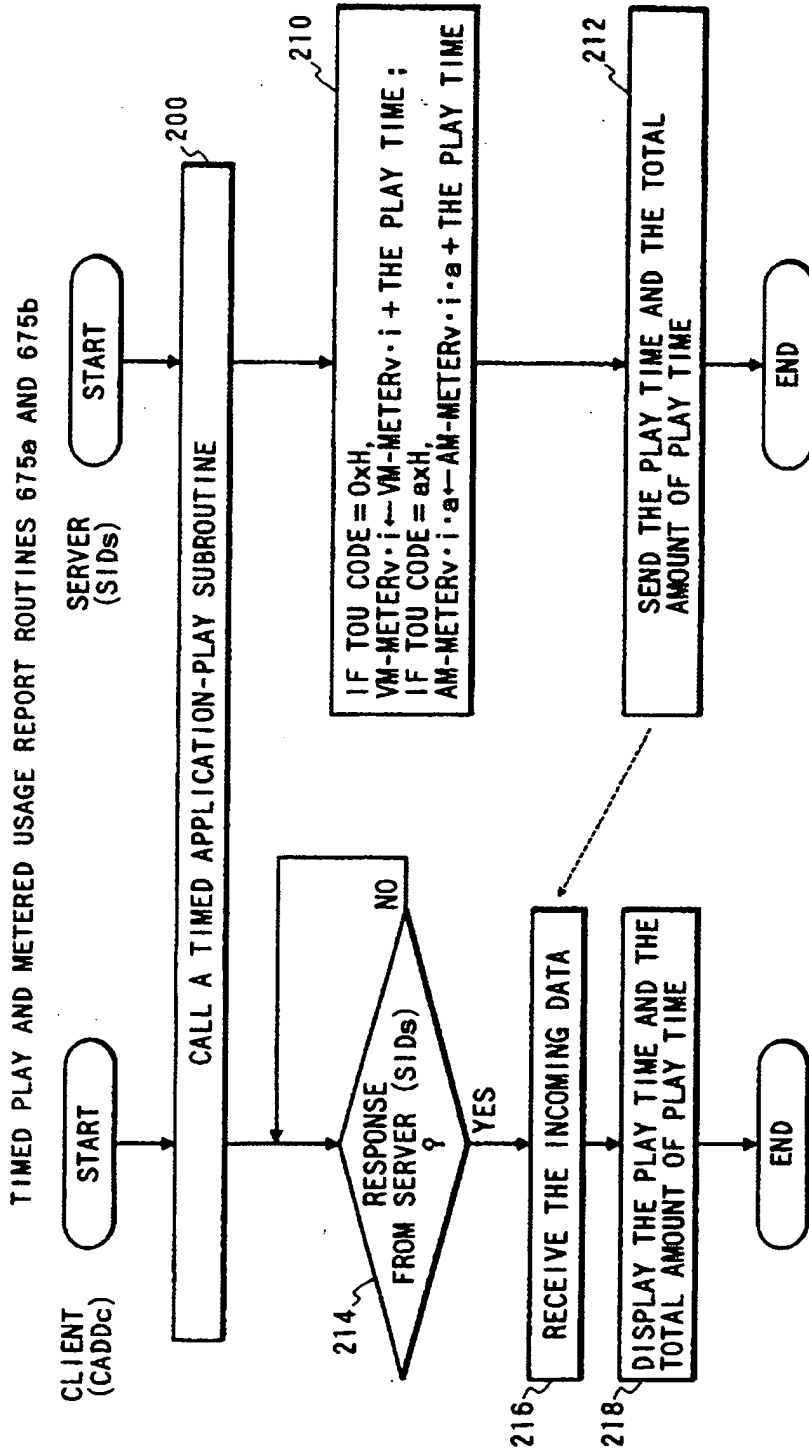 TIMED PLAY AND METERED USAGE REPORT ROUTINES 675a AND 675b
CLIENT
(CADDc)
SERVER
(SIDs)
START
START
200
CALL A TIMED APPLICATION-PLAY SUBROUTINE
214
RESPONSE
FROM SERVER (SIDs)
?
NO
YES
210
IF TOU CODE=0xH,
VM-METERv·i←VM-METERv·i+THE PLAY TIME;
IF TOU CODE=axH,
AM-METERv·i·a←AM-METERv·i·a+THE PLAY TIME
216
RECEIVE THE INCOMING DATA
212
SEND THE PLAY TIME AND THE TOTAL
AMOUNT OF PLAY TIME
218
DISPLAY THE PLAY TIME AND THE
TOTAL AMOUNT OF PLAY TIME
END
END